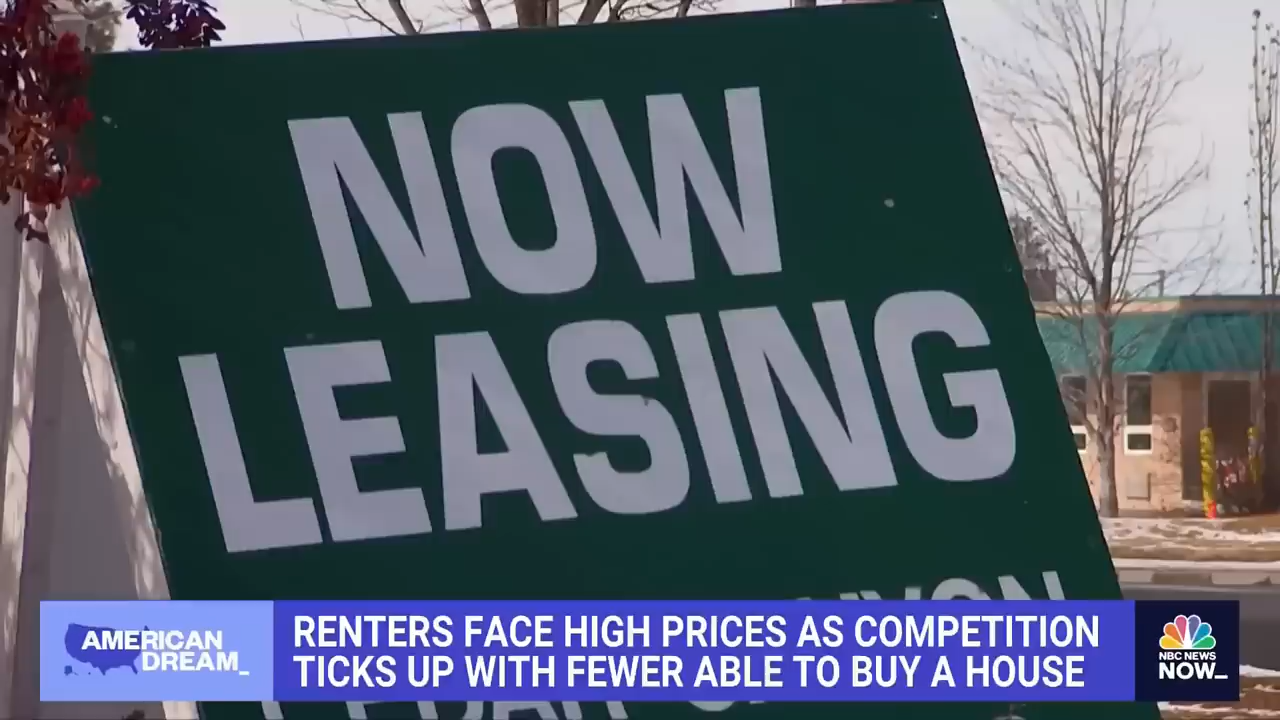 NOW
LEASING
AMERICAN
DREAM_
RENTERS FACE HIGH PRICES AS COMPETITION
TICKS UP WITH FEWER ABLE TO BUY A HOUSE
NBC NEWS
NOW_